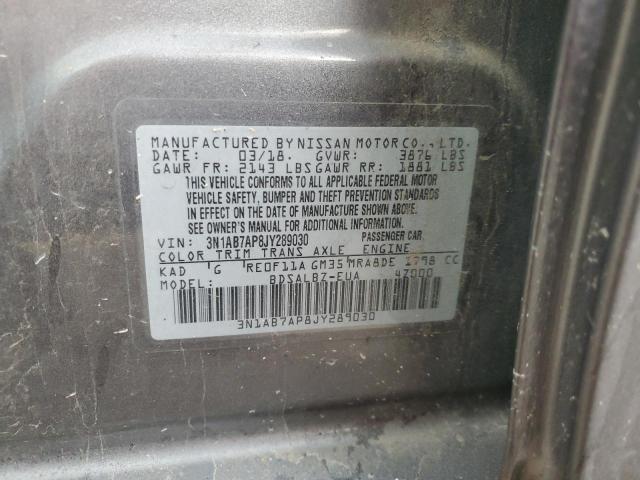 MANUFACTURED BY NISSAN MOTOR CO., LTD.
DATE: 03/18. GVWR: 3876 LBS
GAWR FR: 2143 LBS GAWR RR: 1881 LBS
THIS VEHICLE CONFORMS TO ALL APPLICABLE FEDERAL MOTOR
VEHICLE SAFETY, BUMPER AND THEFT PREVENTION STANDARDS
IN EFFECT ON THE DATE OF MANUFACTURE SHOWN ABOVE.
SEE OWNER'S MANUAL FOR ADDITIONAL INFORMATION.
VIN: 3N1AB7AP8JY289030 PASSENGER CAR.
COLOR TRIM TRANS AXLE ENGINE
KAD G RE0F11A GM35 MRA8DE 1798 CC
MODEL: BDSALBZ-EUA 4Z000
3N1AB7AP8JY289030